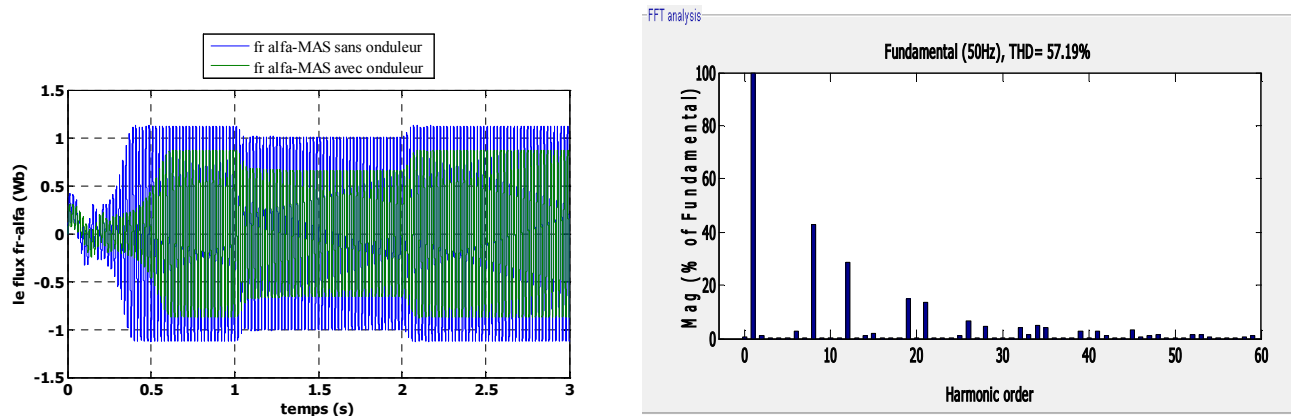 fr alfa-MAS sans onduleur
fr alfa-MAS avec onduleur
1.5
1
0.5
0
-0.5
-1
-1.5
le flux fr-alfa (Wb)
0 0.5 1 1.5 2 2.5 3
temps (s)
FFT analysis
Fundamental (50Hz), THD= 57.19%
100
80
60
40
20
0
Mag (% of Fundamental)
0 10 20 30 40 50 60
Harmonic order